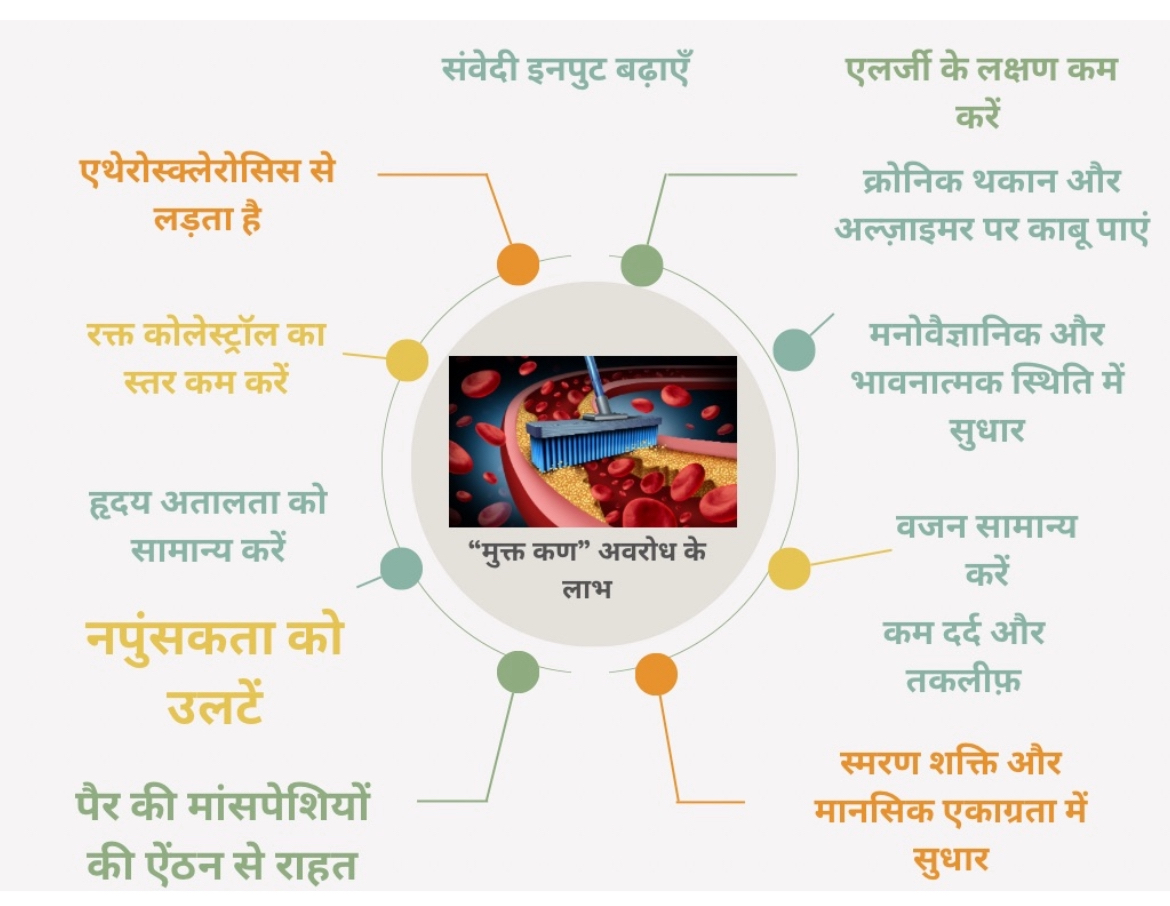 संवेदी इनपुट बढ़ाएँ
एलर्जी के लक्षण कम
करें
एथेरोस्क्लेरोसिस से
लड़ता है
क्रोनिक थकान और
अल्ज़ाइमर पर काबू पाएं
रक्त कोलेस्ट्रॉल का
स्तर कम करें
मनोवैज्ञानिक और
भावनात्मक स्थिति में
सुधार
हृदय अतालता को
सामान्य करें
वजन सामान्य
करें
“मुक्त कण” अवरोध के
लाभ
नपुंसकता को
उलटें
कम दर्द और
तकलीफ़
पैर की मांसपेशियों
की ऐंठन से राहत
स्मरण शक्ति और
मानसिक एकाग्रता में
सुधार